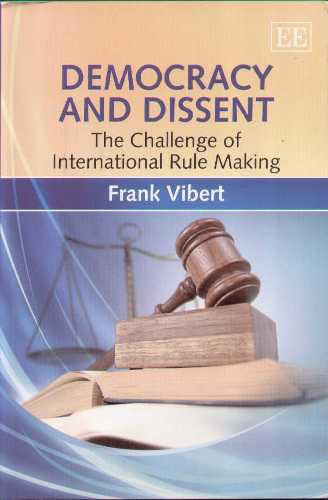 EE
DEMOCRACY
AND DISSENT
The Challenge of
International Rule Making
Frank Vibert